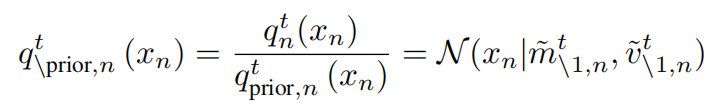 $q^t_{\backslash \text{prior},n}(x_n) = \frac{q^t_n(x_n)}{q^t_{\text{prior},n}(x_n)} = \mathcal{N}(x_n|\tilde{m}^t_{\backslash 1,n}, \tilde{v}^t_{\backslash 1,n})$